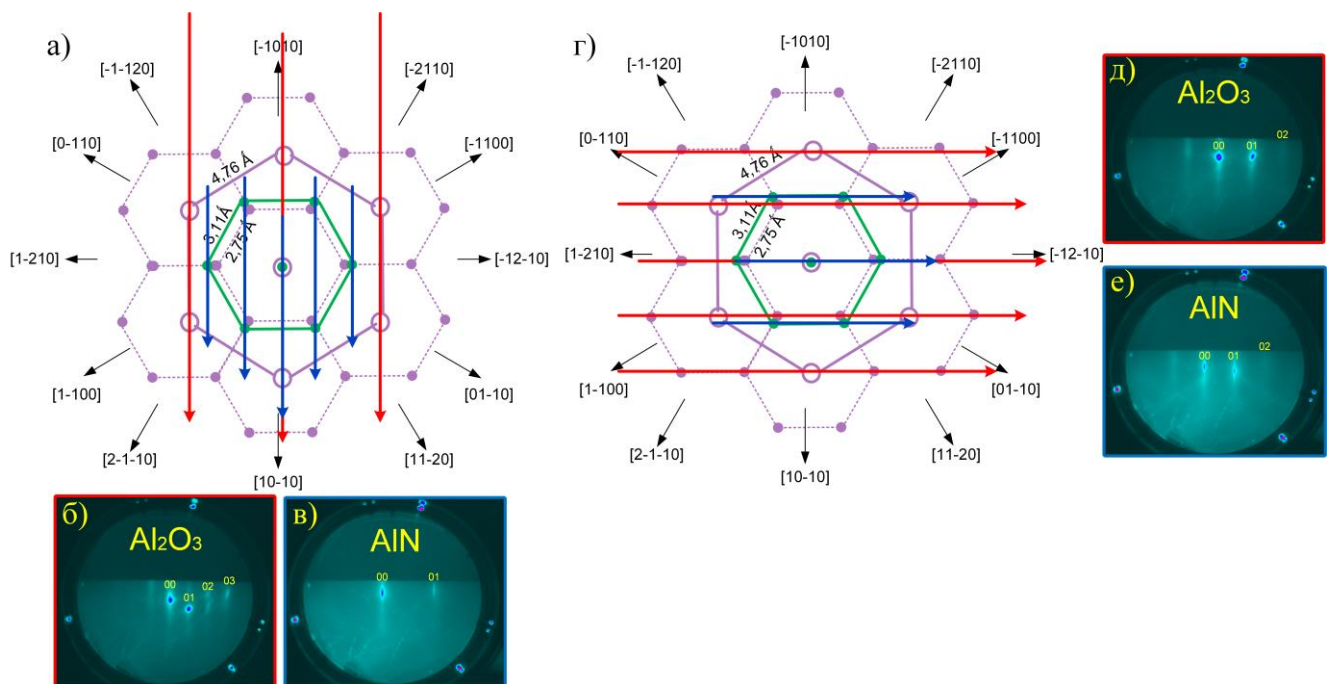 а)
[-1010]
[-1-120]
[-2110]
[0-110]
[-1100]
4,76 Å
3,11Å
2,75 Å
[1-210]
[-12-10]
[1-100]
[01-10]
[2-1-10]
[11-20]
[10-10]
б)
Al₂O₃
00
01
02
03
в)
AlN
00
01
г)
[-1010]
[-1-120]
[-2110]
[0-110]
[-1100]
4,76 Å
3,11Å
2,75 Å
[1-210]
[-12-10]
[1-100]
[01-10]
[2-1-10]
[11-20]
[10-10]
д)
Al₂O₃
00
01
02
е)
AlN
00
01
02